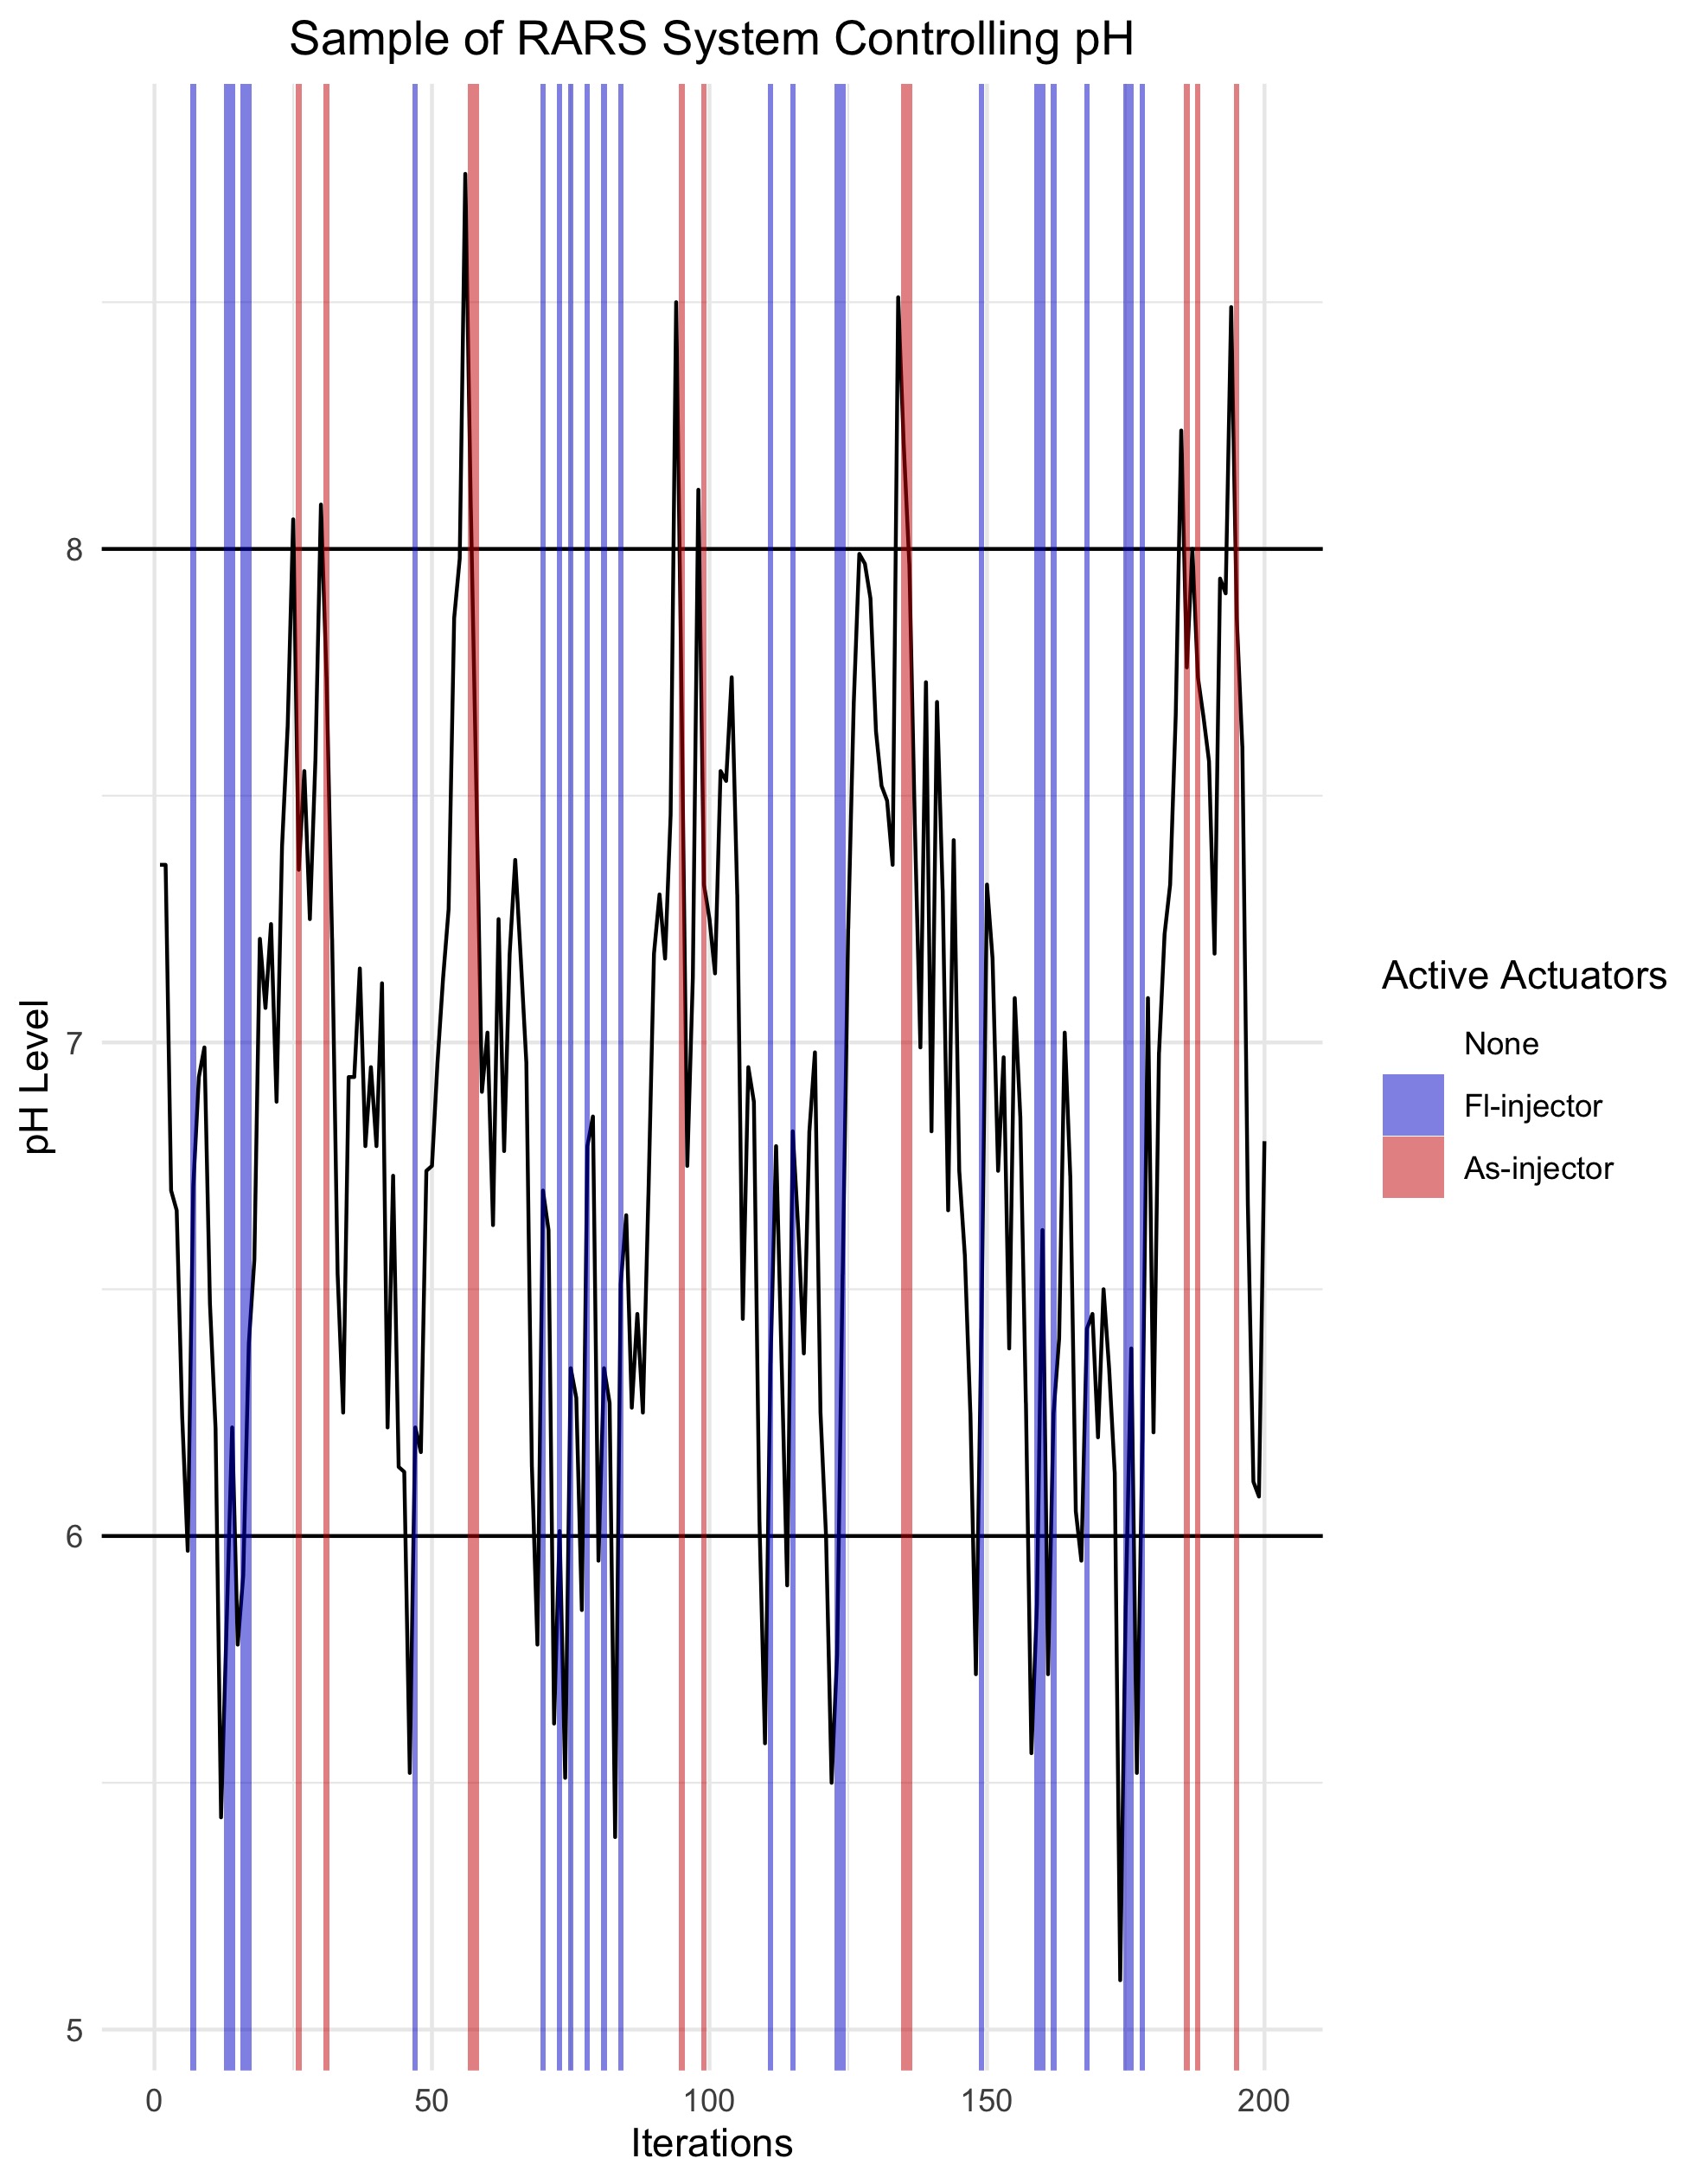 Sample of RARS System Controlling pH
8
7
6
5
pH Level
0 50 100 150 200
Iterations
Active Actuators
None
Fl-injector
As-injector